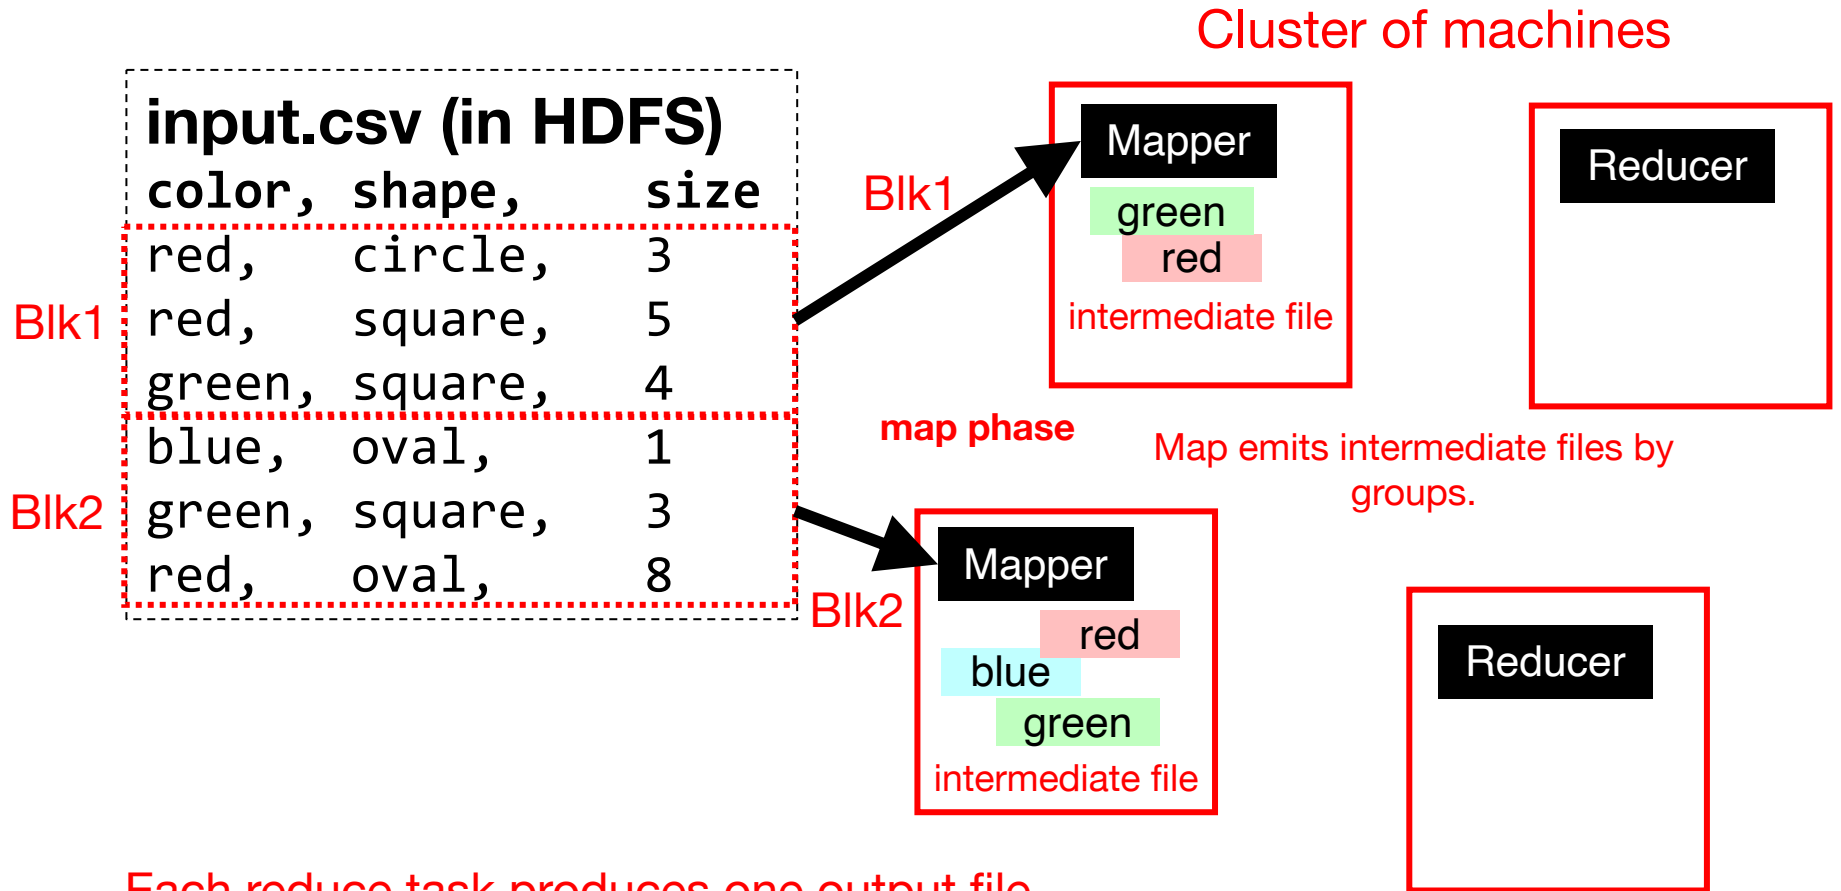 Cluster of machines
input.csv (in HDFS)
color, shape, size
red, circle, 3
red, square, 5
green, square, 4
blue, oval, 1
green, square, 3
red, oval, 8
Blk1
Blk2
Blk1
Mapper
green
red
intermediate file
Reducer
map phase
Map emits intermediate files by
groups.
Blk2
Mapper
red
blue
green
intermediate file
Reducer
Each reduce task produces one output file